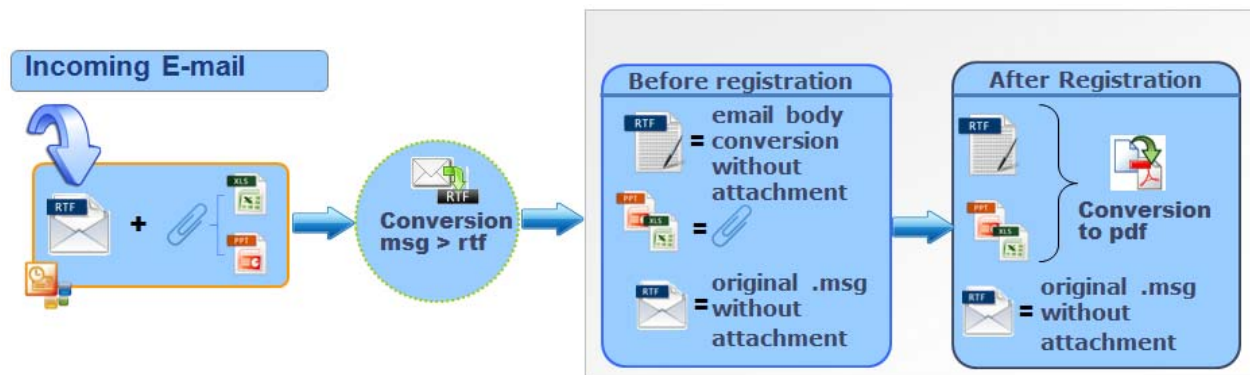 Incoming E-mail
RTF
+
XLS
PPT
RTF
Conversion
msg > rtf
Before registration
RTF
= email body
conversion
without
attachment
PPT
XLS
=
RTF
= original .msg
without
attachment
After Registration
RTF
PPT
XLS
Conversion
to pdf
RTF
= original .msg
without
attachment